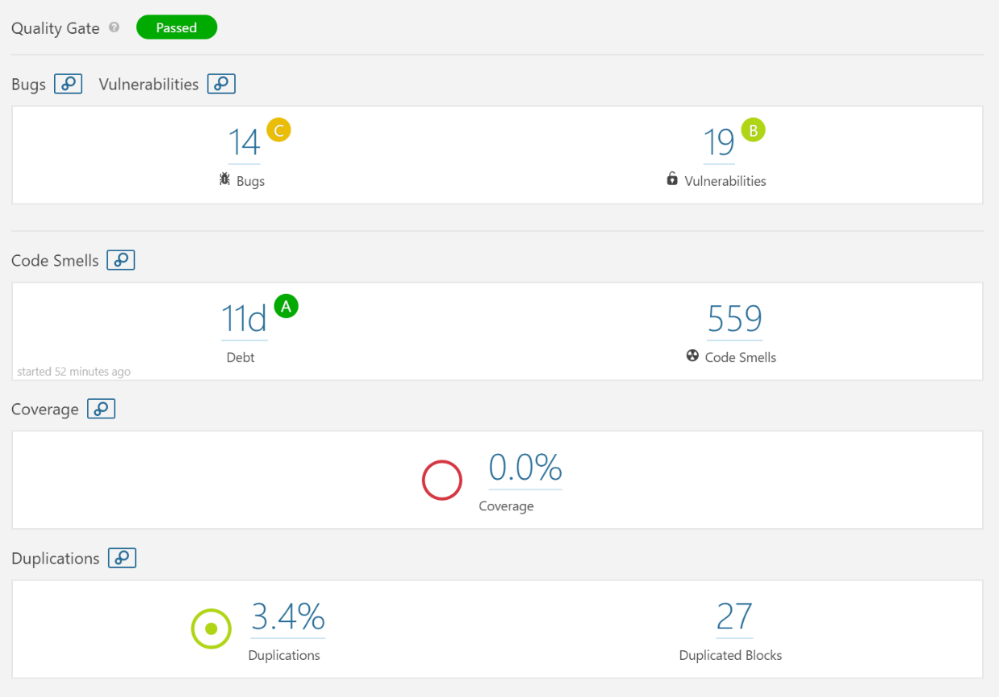 Quality Gate ? Passed
Bugs Vulnerabilities
14 C 19 B
Bugs Vulnerabilities
Code Smells
11d A 559
Debt Code Smells
started 52 minutes ago
Coverage
0.0%
Coverage
Duplications
3.4% 27
Duplications Duplicated Blocks